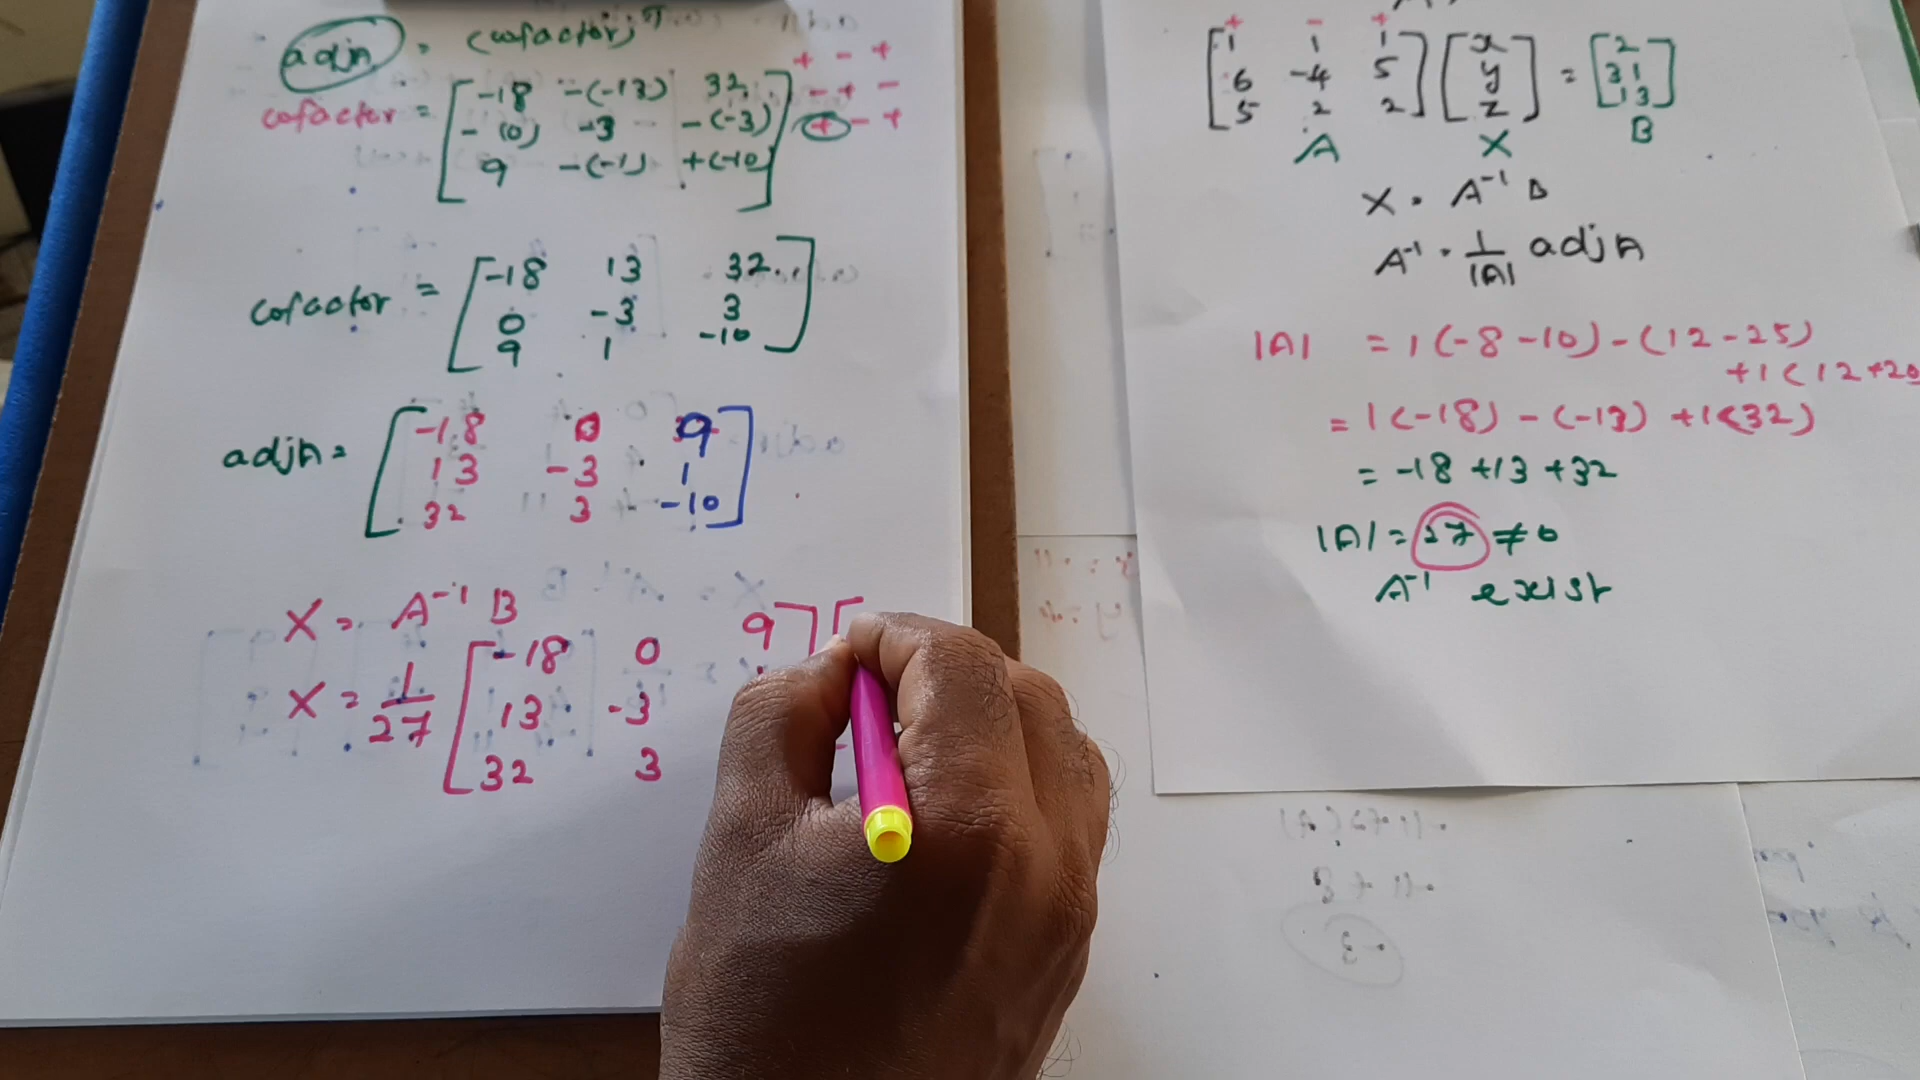 adjA = (cofactor)ᵀ
+ - +
cofactor = [-18 -(-13) 32] - + -
[-(0) -3 -(-3)] + - +
[9 -(-1) +(-10)]
cofactor = [-18 13 32]
[0 -3 3]
[9 1 -10]
adjA = [-18 0 9]
[13 -3 1]
[32 3 -10]
X = A⁻¹ B
X = 1/27 [-18 0 9] [
[13 -3
[32 3
+ - +
[1 1 1] [x] = [2]
[6 -4 5] [y] [31]
[5 2 2] [z] [13]
A X B
X = A⁻¹ B
A⁻¹ = 1/|A| adjA
|A| = 1(-8-10) - (12-25)
+1(12+20
= 1(-18) - (-13) +1(32)
= -18 +13 +32
|A| = 27 ≠ 0
A⁻¹ exist